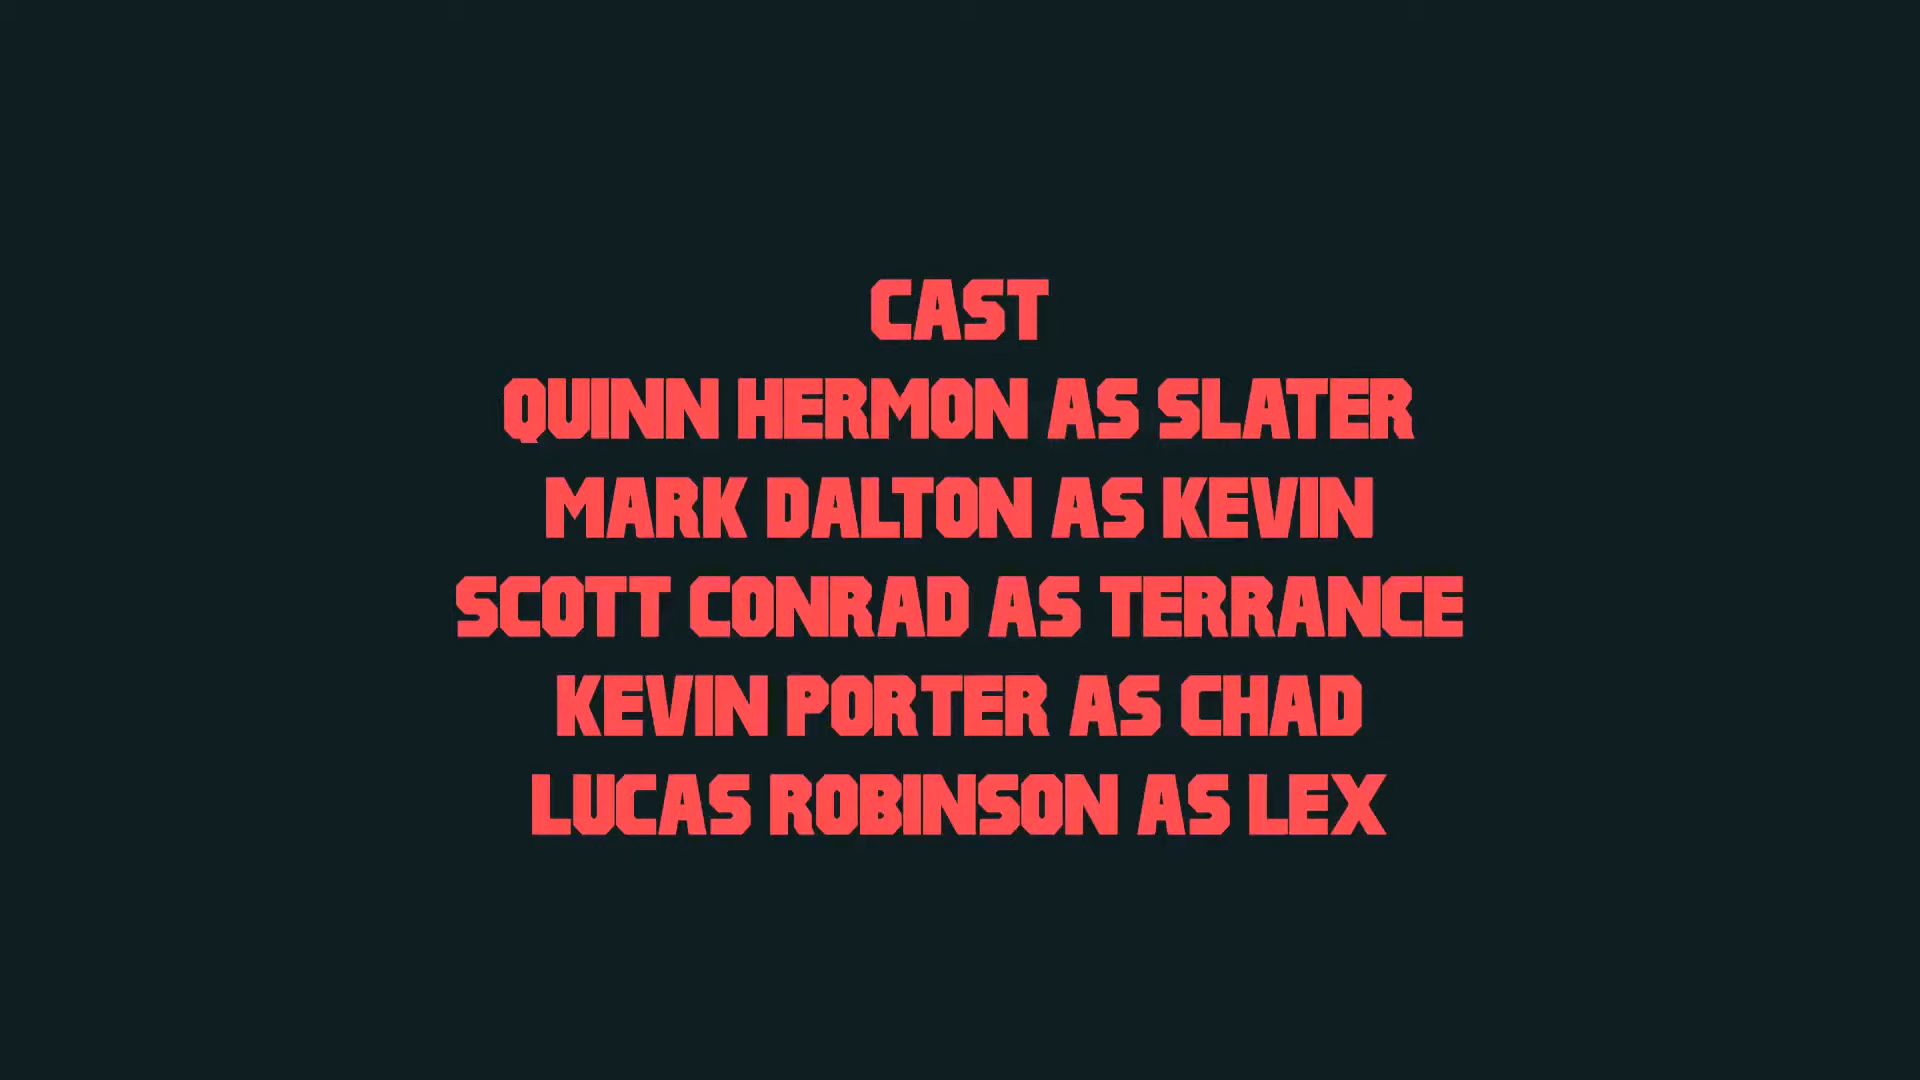 CAST
QUINN HERMON AS SLATER
MARK DALTON AS KEVIN
SCOTT CONRAD AS TERRANCE
KEVIN PORTER AS CHAD
LUCAS ROBINSON AS LEX